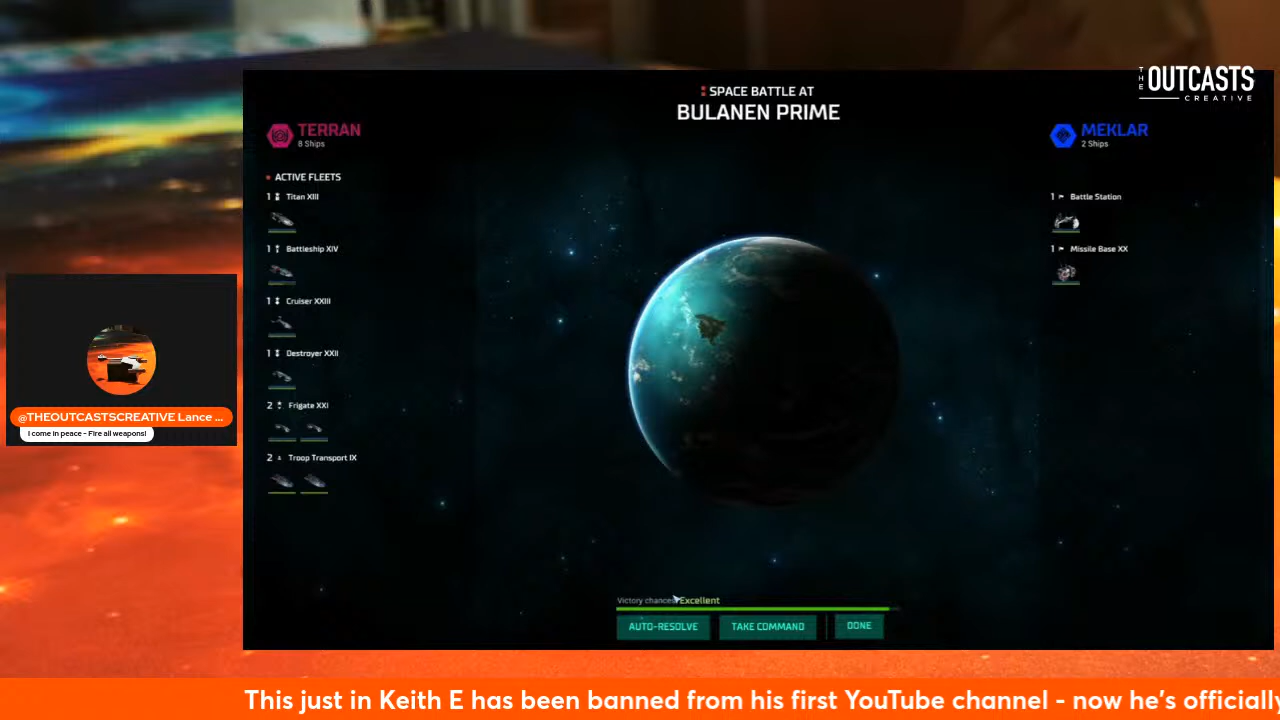 THE OUTCASTS
CREATIVE
SPACE BATTLE AT
BULANEN PRIME
TERRAN
8 Ships
MEKLAR
2 Ships
ACTIVE FLEETS
1 Titan XIII
1 Battleship XIV
1 Cruiser XXIII
1 Destroyer XXII
2 Frigate XXI
2 Troop Transport IX
1 Battle Station
1 Missile Base XX
@THEOUTCASTSCREATIVE Lance ...
I come in peace - Fire all weapons!
Victory chance Excellent
AUTO-RESOLVE
TAKE COMMAND
DONE
This just in Keith E has been banned from his first YouTube channel - now he's officially